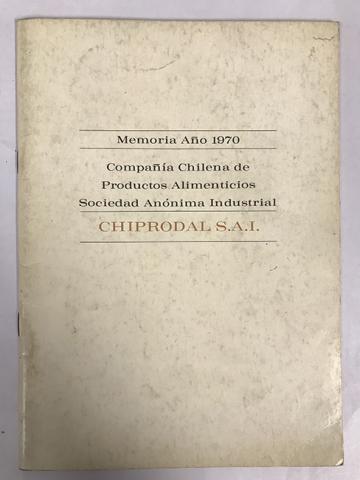 Memoria Año 1970
Compañía Chilena de
Productos Alimenticios
Sociedad Anónima Industrial
CHIPRODAL S.A.I.